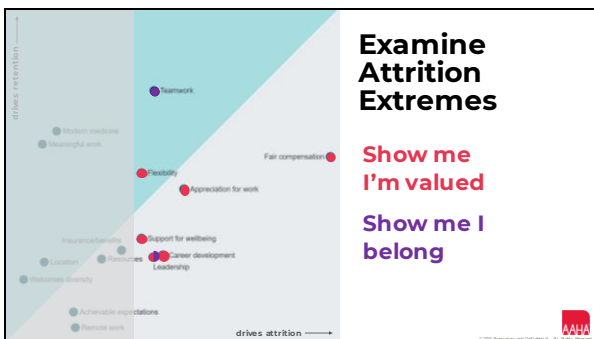 drives retention
Examine
Attrition
Extremes
Show me
I’m valued
Show me I
belong
Teamwork
Modern medicine
Meaningful work
Fair compensation
Flexibility
Appreciation for work
Support for wellbeing
Insurance/benefits
Resources
Career development
Leadership
Location
Welcomes diversity
Achievable expectations
Remote work
drives attrition
AAHA